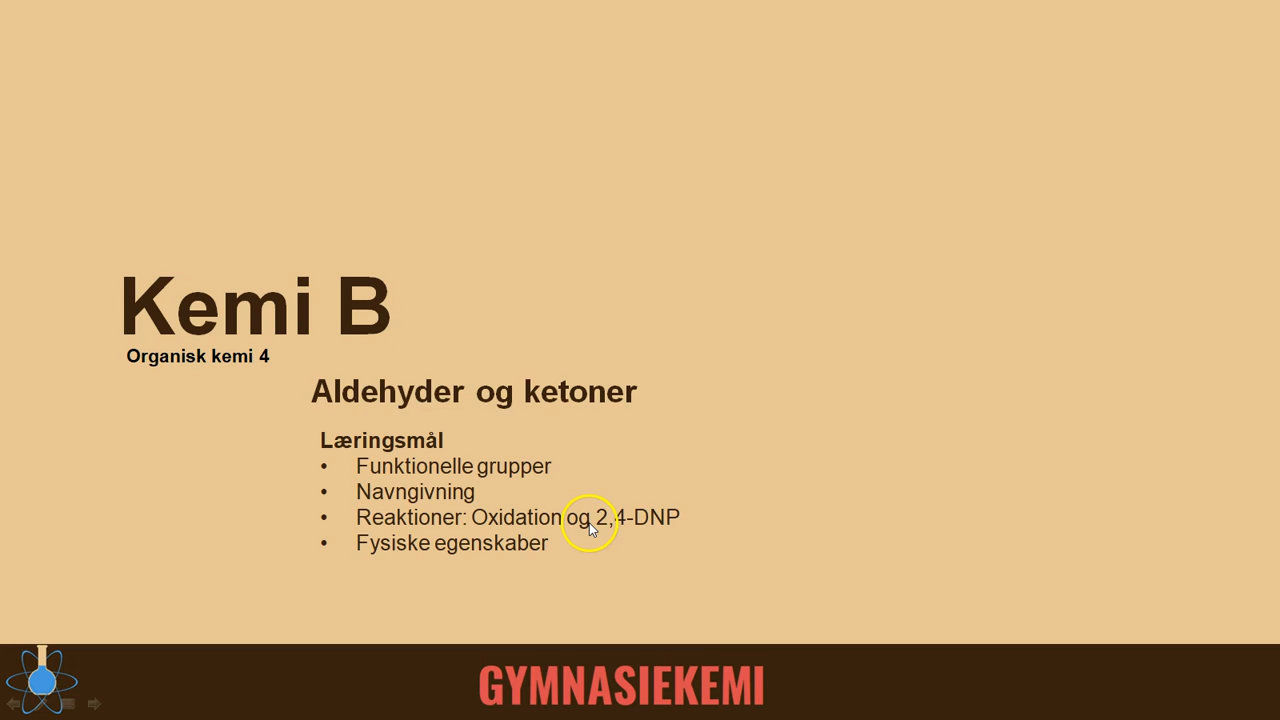 Kemi B
Organisk kemi 4
Aldehyder og ketoner
Læringsmål
• Funktionelle grupper
• Navngivning
• Reaktioner: Oxidation og 2,4-DNP
• Fysiske egenskaber
GYMNASIEKEMI